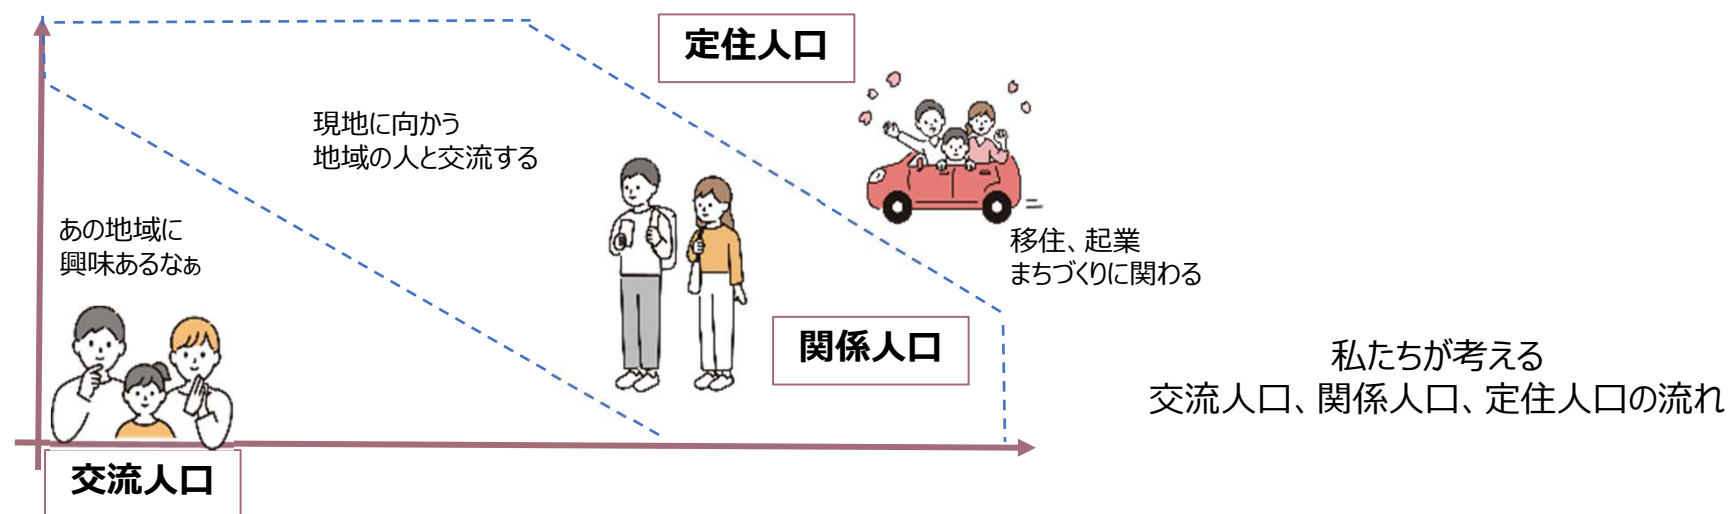 定住人口
現地に向かう
地域の人と交流する
あの地域に
興味あるなぁ
移住、起業
まちづくりに関わる
関係人口
私たちが考える
交流人口、関係人口、定住人口の流れ
交流人口